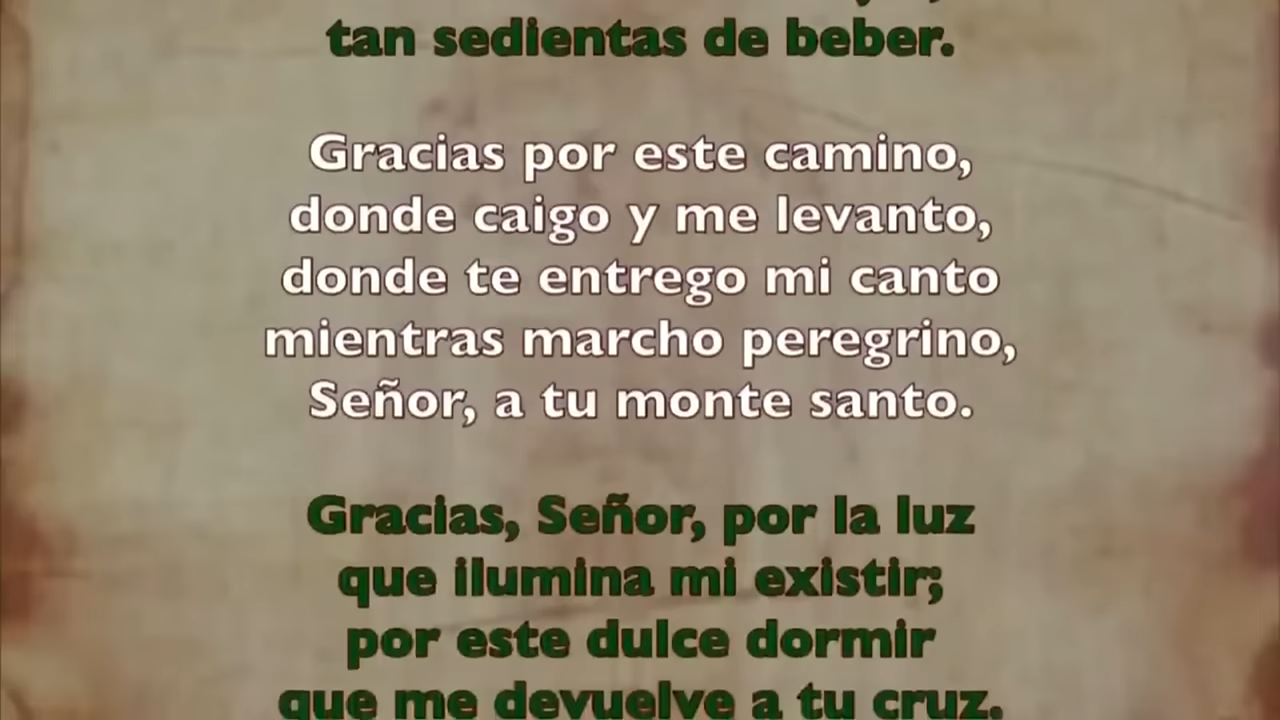 tan sedientas de beber.
Gracias por este camino,
donde caigo y me levanto,
donde te entrego mi canto
mientras marcho peregrino,
Señor, a tu monte santo.
Gracias, Señor, por la luz
que ilumina mi existir;
por este dulce dormir
que me devuelve a tu cruz.